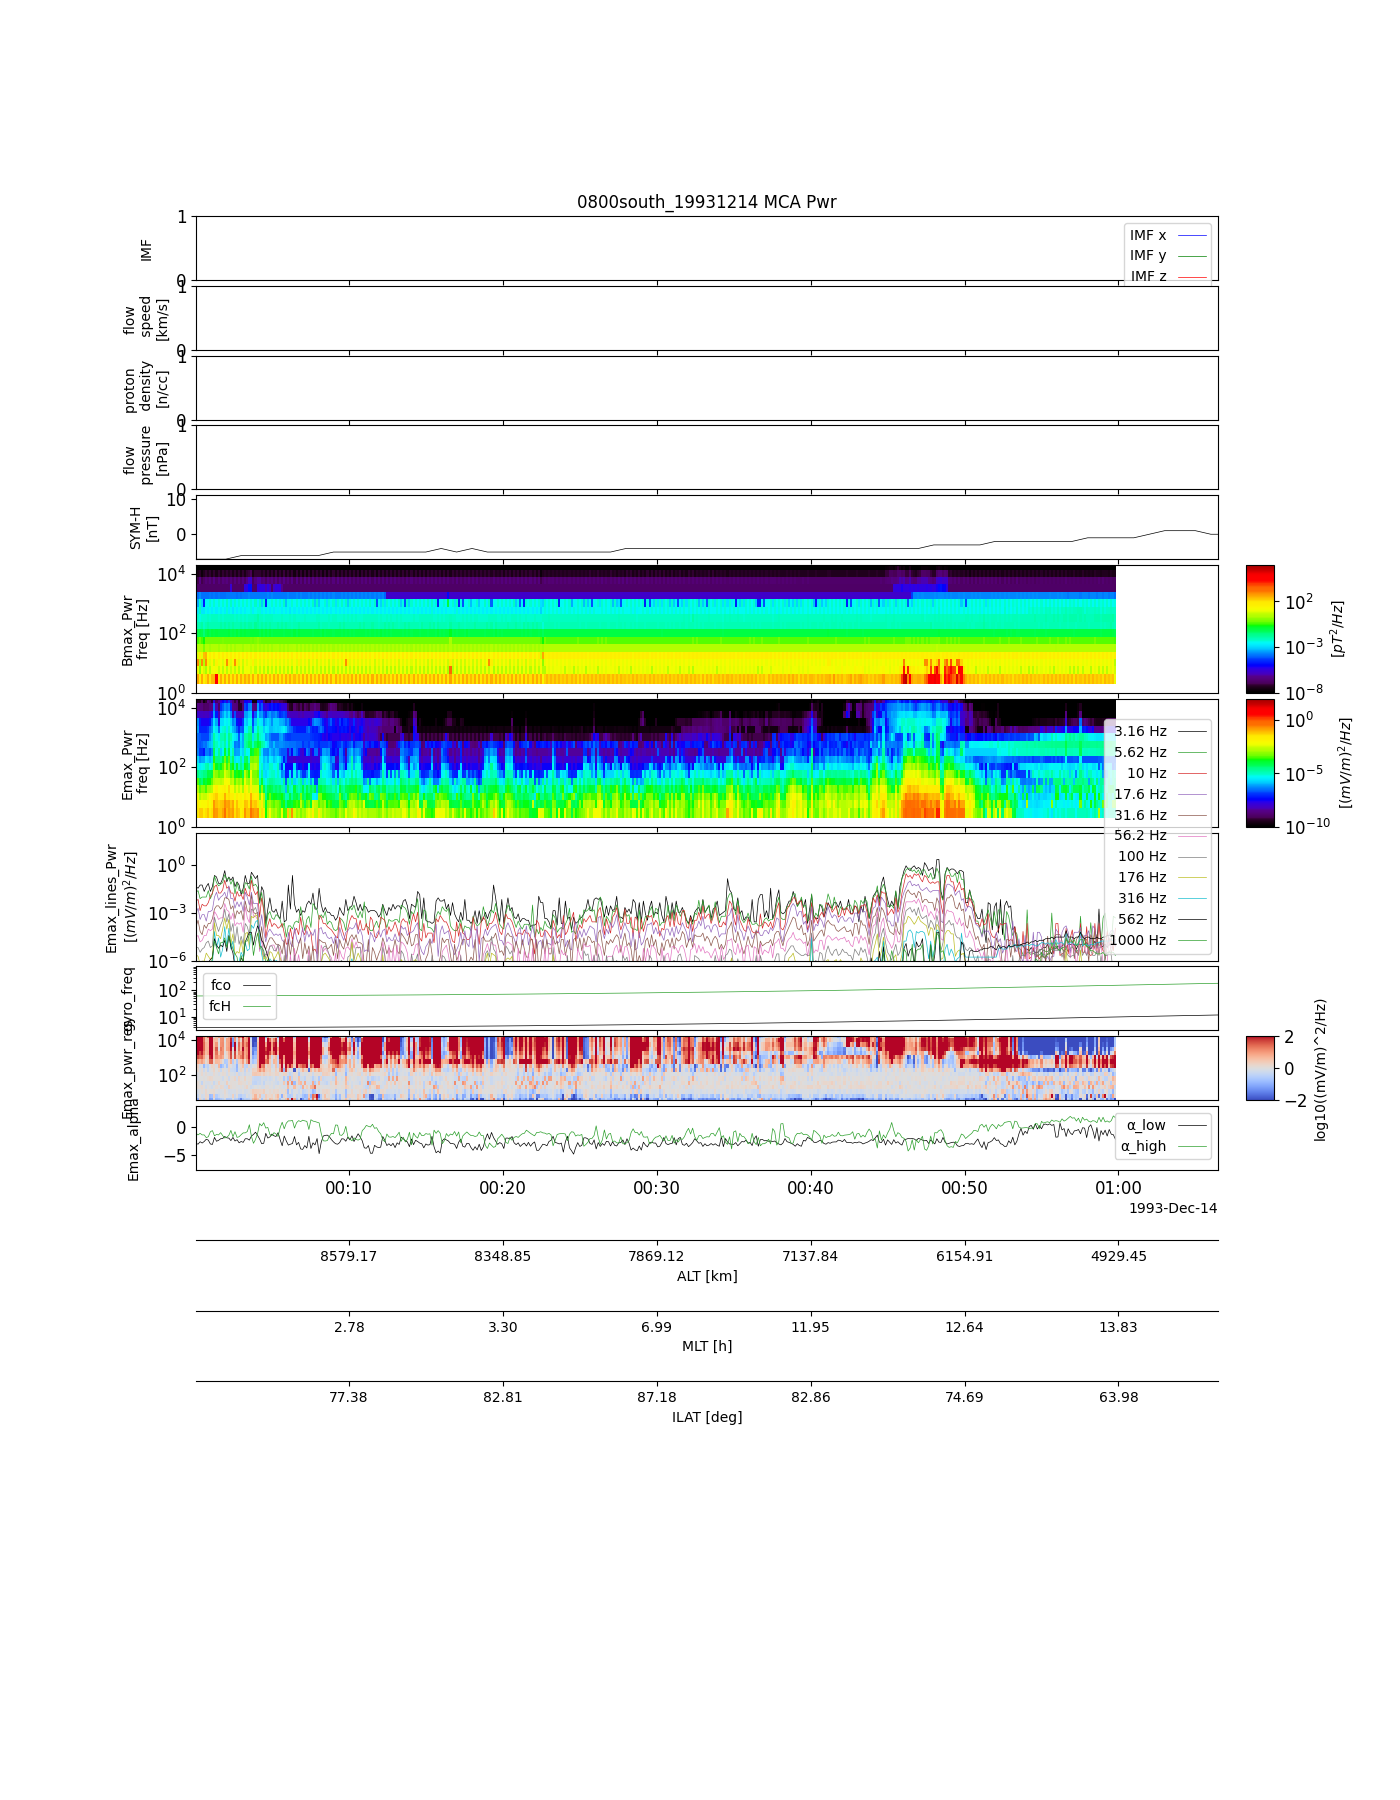 0800south_19931214 MCA Pwr
1
0
IMF
IMF x
IMF y
IMF z
1
0
flow
speed
[km/s]
1
0
proton
density
[n/cc]
1
0
flow
pressure
[nPa]
10
0
SYM-H
[nT]
10^4
10^2
10^0
Bmax_Pwr
freq [Hz]
10^2
10^-3
10^-8
[pT^2/Hz]
10^4
10^2
10^0
Emax_Pwr
freq [Hz]
10^0
10^-5
10^-10
[(mV/m)^2/Hz]
3.16 Hz
5.62 Hz
10 Hz
17.6 Hz
31.6 Hz
56.2 Hz
100 Hz
176 Hz
316 Hz
562 Hz
1000 Hz
10^0
10^-3
10^-6
Emax_lines_Pwr
[(mV/m)^2/Hz]
10^2
10^1
gyro_freq
fco
fcH
10^4
10^2
Emax_pwr_reg
2
0
−2
log10((mV/m)^2/Hz)
0
−5
Emax_alpha
α_low
α_high
00:10 00:20 00:30 00:40 00:50 01:00
1993-Dec-14
8579.17 8348.85 7869.12 7137.84 6154.91 4929.45
ALT [km]
2.78 3.30 6.99 11.95 12.64 13.83
MLT [h]
77.38 82.81 87.18 82.86 74.69 63.98
ILAT [deg]